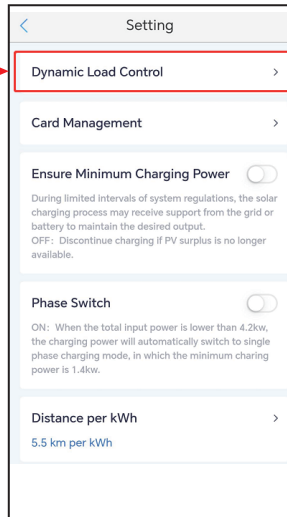 Setting
Dynamic Load Control
Card Management
Ensure Minimum Charging Power
During limited intervals of system regulations, the solar
charging process may receive support from the grid or
battery to maintain the desired output.
OFF: Discontinue charging if PV surplus is no longer
available.
Phase Switch
ON: When the total input power is lower than 4.2kw,
the charging power will automatically switch to single
phase charging mode, in which the minimum charing
power is 1.4kw.
Distance per kWh
5.5 km per kWh